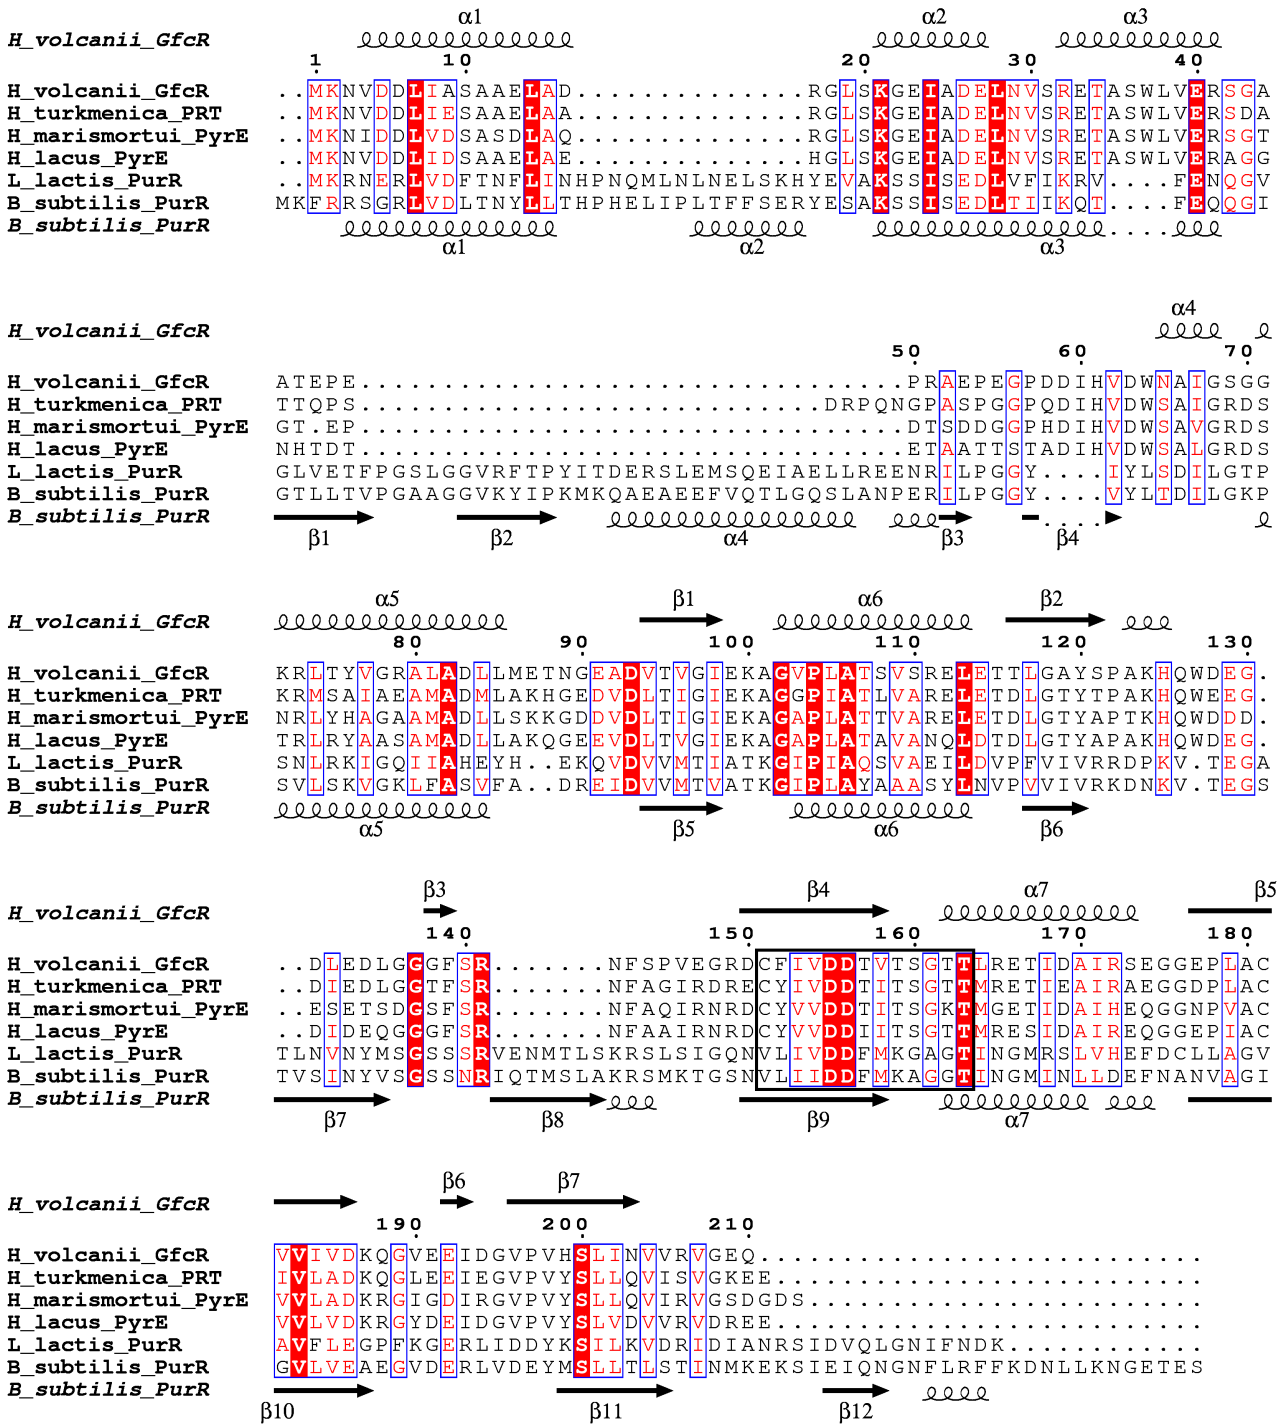 α1 α2 α3
H_volcanii_GfcR
1 10 20 30 40
H_volcanii_GfcR ..MKNVDDLIASAAELAD..............RGLSKGEIADELNVSRETASWLVERSGA
H_turkmenica_PRT ..MKNVDDLIESAAELAA..............RGLSKGEIADELNVSRETASWLVERSDA
H_marismortui_PyrE ..MKNIDDLVDSASDLAQ..............RGLSKGEIADELNVSRETASWLVERSGT
H_lacus_PyrE ..MKNVDDLIDSAAELAE..............HGLSKGEIADELNVSRETASWLVERAGG
L_lactis_PurR ..MKRNERLVDFTNFLINHPNQMLNLNELSKHYEVAKSSISEDLVFIKRV....FENQGV
B_subtilis_PurR MKFRRSGRLVDLTNYLLTHPHELIPLTFFSERYESAKSSISEDLTIIKQT....FEQQGI
B_subtilis_PurR
α1 α2 α3
α4
H_volcanii_GfcR
50 60 70
H_volcanii_GfcR ATEPE.................................PRAEPEGPDDIHVDWNAIGSGG
H_turkmenica_PRT TTQPS............................DRPQNGPASPGGPQDIHVDWSAIGRDS
H_marismortui_PyrE GT.EP.................................DTSDDGPHDIHVDWSAVGRDS
H_lacus_PyrE NHTDT.................................ETAATTSTADIHVDWSALGRDS
L_lactis_PurR GLVETFPGSLGGVRFTPYITDERSLEMSQEIAELLREENRILPGGY....IYLSDILGTP
B_subtilis_PurR GTLLTVPGAAGGVKYIPKMKQAEAEEFVQTLGQSLANPERILPGGY....VYLTDILGKP
B_subtilis_PurR
β1 β2 α4 β3 β4
α5 β1 α6 β2
H_volcanii_GfcR
80 90 100 110 120 130
H_volcanii_GfcR KRLTYVGRALADLLMETNGEADVTVGIEKAGVPLATSVSRELETTLGAYSPAKHQWDEG.
H_turkmenica_PRT KRMSAIAEAMADMLAKHGEDVDLTIGIEKAGGPIATLVARELETDLGTYTPAKHQWEEG.
H_marismortui_PyrE NRLYHAGAAMADLLSKKGDDVDLTIGIEKAGAPLATTVARELETDLGTYAPTKHQWDDD.
H_lacus_PyrE TRLRYAASAMADLLAKQGEEVDLTVGIEKAGAPLATAVANQLDTDLGTYAPAKHQWDEG.
L_lactis_PurR SNLRKIGQIIAHEYH..EKQVDVVMTIATKGIPIAQSVAEILDVPFVIVRRDPKV.TEGA
B_subtilis_PurR SVLSKVGKLFASVFA..DREIDVVMTVATKGIPLAYAAASYLNVPVVIVRKDNKV.TEGS
B_subtilis_PurR
α5 β5 α6 β6
β3 β4 α7 β5
H_volcanii_GfcR
140 150 160 170 180
H_volcanii_GfcR ..DLEDLGGGFSR.......NFSPVEGRDCFIVDDTVTSGTTLRETIDAIRSEGGEPLAC
H_turkmenica_PRT ..DIEDLGGTFSR.......NFAGIRDRECYIVDDTITSGTTMRETIEAIRAEGGDPLAC
H_marismortui_PyrE ..ESETSDGSFSR.......NFAQIRNRDCYVVDDTITSGKTMGETIDAIHEQGGNPVAC
H_lacus_PyrE ..DIDEQGGGFSR.......NFAAIRNRDCYVVDDIITSGTTMRESIDAIREQGGEPIAC
L_lactis_PurR TLNVNYMSGSSSRVENMTLSKRSLSIGQNVLIVDDFMKGAGTINGMRSLVHEFDCLLAGV
B_subtilis_PurR TVSINYVSGSSNRIQTMSLAKRSMKTGSNVLIIDDFMKAGGTINGMINLLDEFNANVAGI
B_subtilis_PurR
β7 β8 β9 α7
β6 β7
H_volcanii_GfcR
190 200 210
H_volcanii_GfcR VVIVDKQGVEEIDGVPVHSLINVVRVGEQ...........................
H_turkmenica_PRT IVLADKQGLEEIEGVPVYSLLQVISVGKEE..........................
H_marismortui_PyrE VVLADKRGIGDIRGVPVYSLLQVIRVGSDGDS........................
H_lacus_PyrE VVLVDKRGYDEIDGVPVYSLVDVVRVDREE..........................
L_lactis_PurR AVFLEGPFKGERLIDDYKSILKVDRIDIANRSIDVQLGNIFNDK............
B_subtilis_PurR GVLVEAEGVDERLVDEYMSLLTLSTINMKEKSIEIQNGNFLRFFKDNLLKNGETES
B_subtilis_PurR
β10 β11 β12